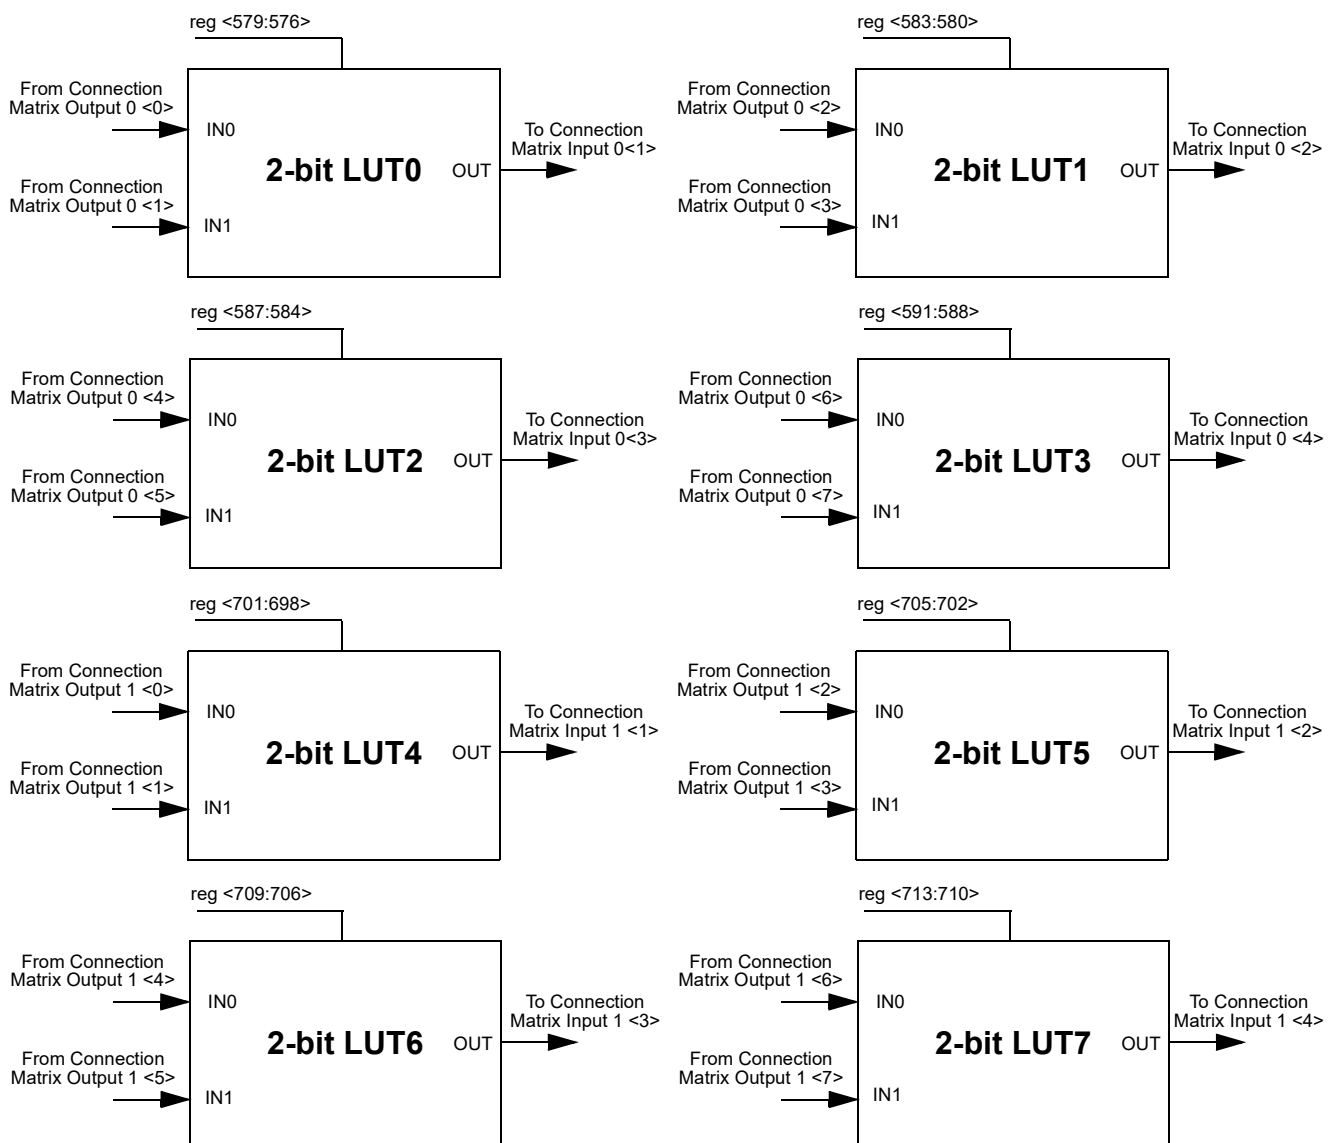 reg <579:576>
From Connection
Matrix Output 0 <0>
IN0
2-bit LUT0
OUT
To Connection
Matrix Input 0<1>
From Connection
Matrix Output 0 <1>
IN1
reg <583:580>
From Connection
Matrix Output 0 <2>
IN0
2-bit LUT1
OUT
To Connection
Matrix Input 0 <2>
From Connection
Matrix Output 0 <3>
IN1
reg <587:584>
From Connection
Matrix Output 0 <4>
IN0
2-bit LUT2
OUT
To Connection
Matrix Input 0<3>
From Connection
Matrix Output 0 <5>
IN1
reg <591:588>
From Connection
Matrix Output 0 <6>
IN0
2-bit LUT3
OUT
To Connection
Matrix Input 0 <4>
From Connection
Matrix Output 0 <7>
IN1
reg <701:698>
From Connection
Matrix Output 1 <0>
IN0
2-bit LUT4
OUT
To Connection
Matrix Input 1 <1>
From Connection
Matrix Output 1 <1>
IN1
reg <705:702>
From Connection
Matrix Output 1 <2>
IN0
2-bit LUT5
OUT
To Connection
Matrix Input 1 <2>
From Connection
Matrix Output 1 <3>
IN1
reg <709:706>
From Connection
Matrix Output 1 <4>
IN0
2-bit LUT6
OUT
To Connection
Matrix Input 1 <3>
From Connection
Matrix Output 1 <5>
IN1
reg <713:710>
From Connection
Matrix Output 1 <6>
IN0
2-bit LUT7
OUT
To Connection
Matrix Input 1 <4>
From Connection
Matrix Output 1 <7>
IN1